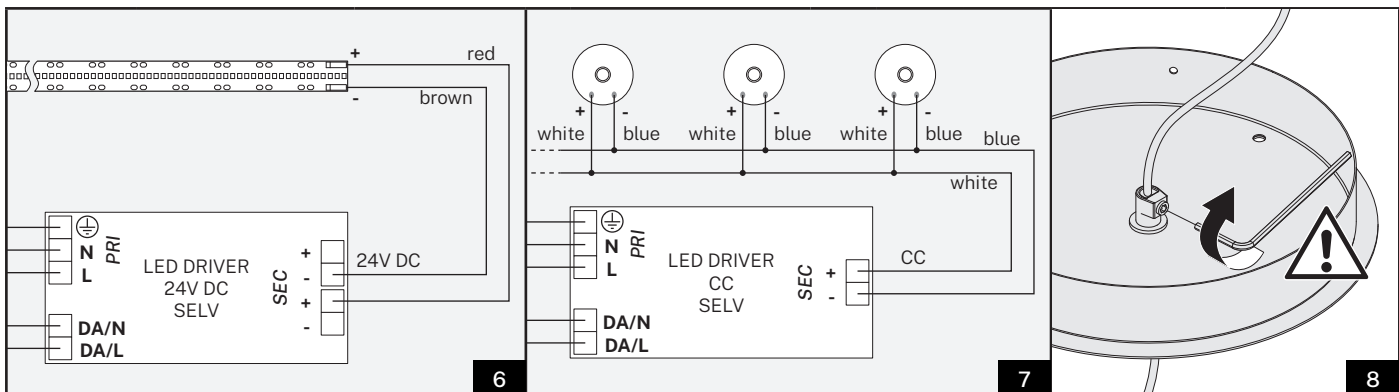 +
red
-
brown
N
L
PRI
LED DRIVER
24V DC
SELV
SEC
+
-
+
-
24V DC
DA/N
DA/L
6
+ -
white blue
+ -
white blue
+ -
white blue
blue
white
N
L
PRI
LED DRIVER
CC
SELV
SEC
+
-
CC
DA/N
DA/L
7
!
8